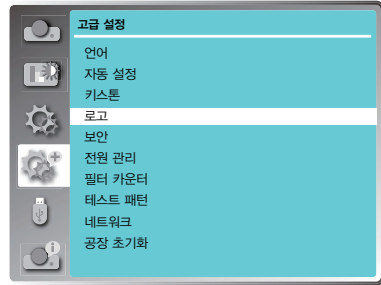 고급 설정
언어
자동 설정
키스톤
로고
보안
전원 관리
필터 카운터
테스트 패턴
네트워크
공장 초기화